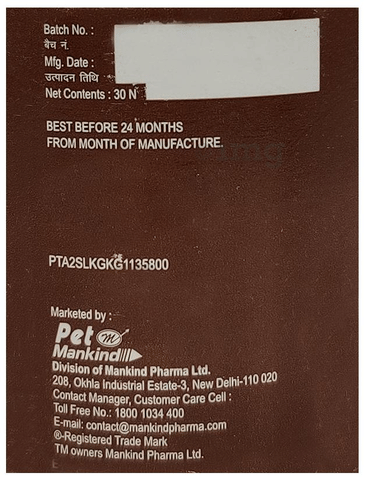 Batch No. :
बैच नं.
Mfg. Date :
उत्पादन तिथि
Net Contents : 30 N
BEST BEFORE 24 MONTHS
FROM MONTH OF MANUFACTURE.
PTA2SLKGKG1135800
Marketed by :
Pet m
Mankind
Division of Mankind Pharma Ltd.
208, Okhla Industrial Estate-3, New Delhi-110 020
Contact Manager, Customer Care Cell :
Toll Free No.: 1800 1034 400
E-mail: contact@mankindpharma.com
®-Registered Trade Mark
TM owners Mankind Pharma Ltd.